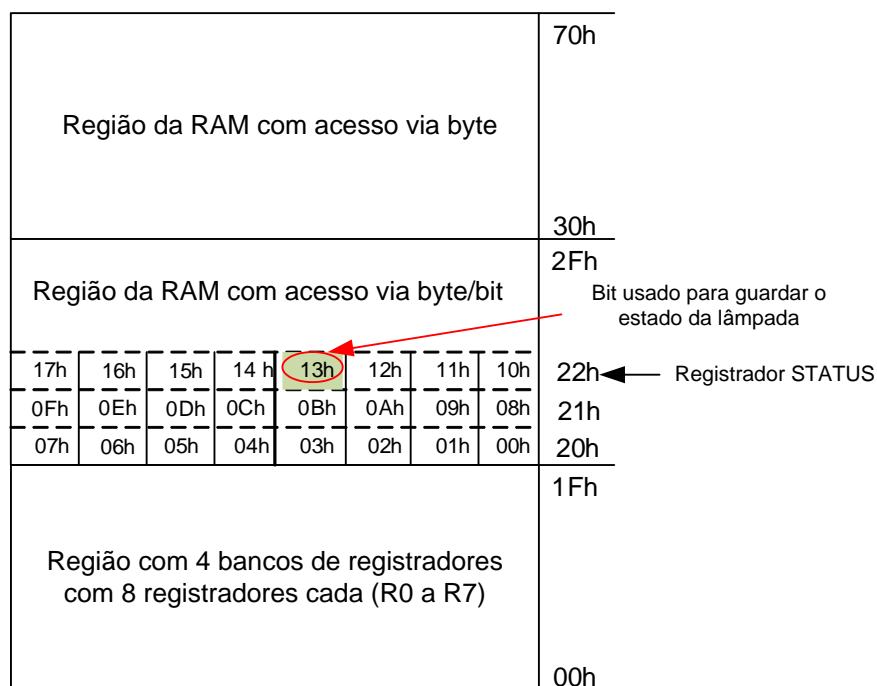 70h
Região da RAM com acesso via byte
30h
2Fh
Região da RAM com acesso via byte/bit
Bit usado para guardar o
estado da lâmpada
17h 16h 15h 14 h 13h 12h 11h 10h 22h Registrador STATUS
0Fh 0Eh 0Dh 0Ch 0Bh 0Ah 09h 08h 21h
07h 06h 05h 04h 03h 02h 01h 00h 20h
1Fh
Região com 4 bancos de registradores
com 8 registradores cada (R0 a R7)
00h